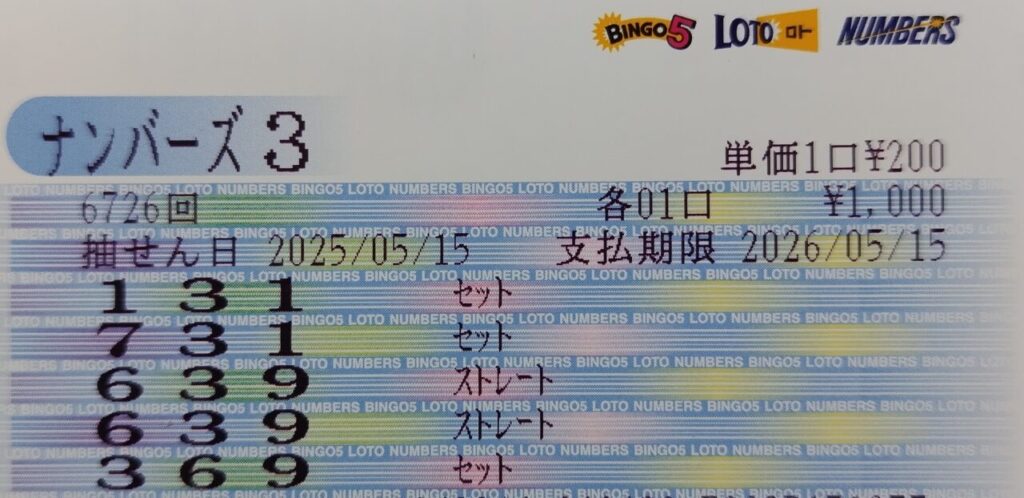 BINGO5 LOTO ロト NUMBERS
ナンバーズ3
単価1口¥200
6726回 各01口 ¥1,000
抽せん日 2025/05/15 支払期限 2026/05/15
1 3 1 セット
7 3 1 セット
6 3 9 ストレート
6 3 9 ストレート
3 6 9 セット